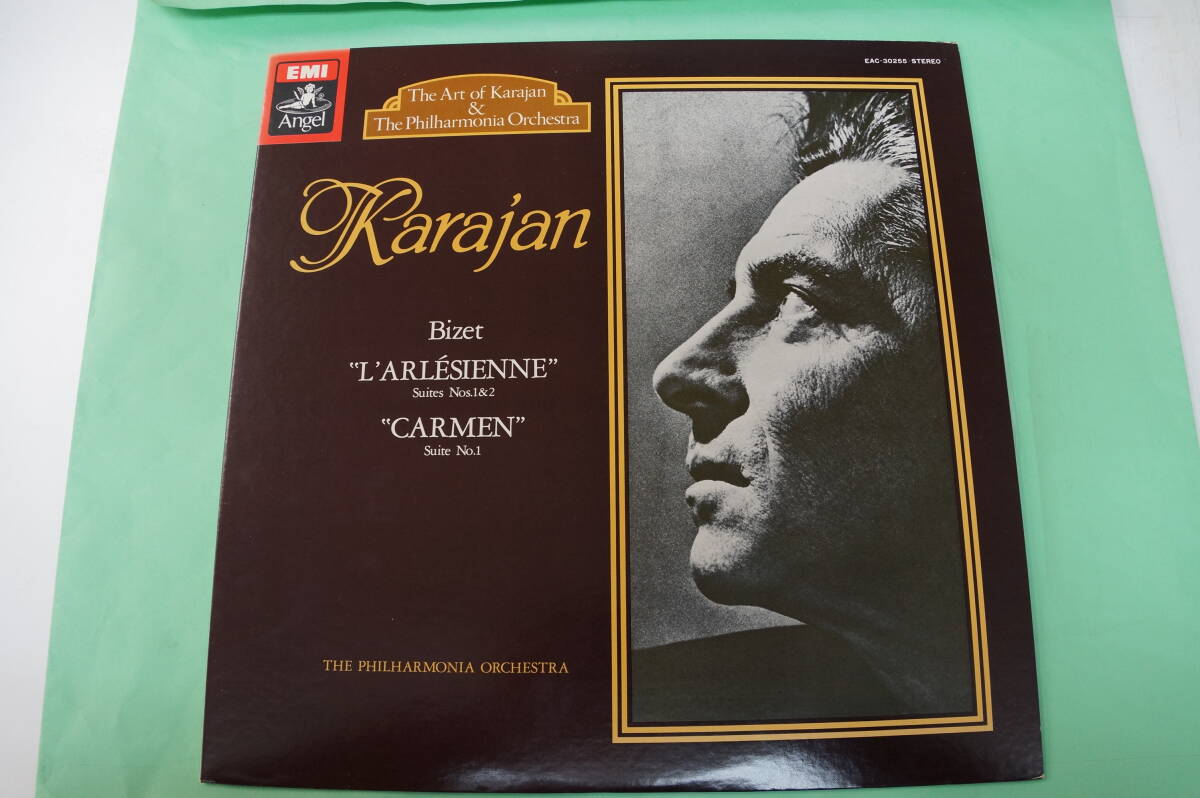 EMI
Angel
The Art of Karajan
&
The Philharmonia Orchestra
EAC-30255 STEREO
Karajan
Bizet
"L'ARLÉSIENNE"
Suites Nos.1&2
"CARMEN"
Suite No.1
THE PHILHARMONIA ORCHESTRA